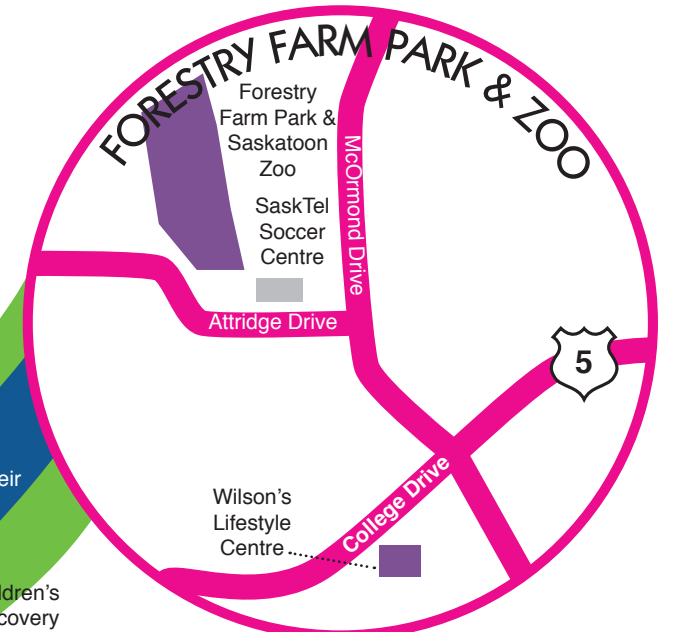 FORESTRY FARM PARK & ZOO
Forestry
Farm Park &
Saskatoon
Zoo
SaskTel
Soccer
Centre
McOrmond Drive
Attridge Drive
5
College Drive
Wilson's
Lifestyle
Centre